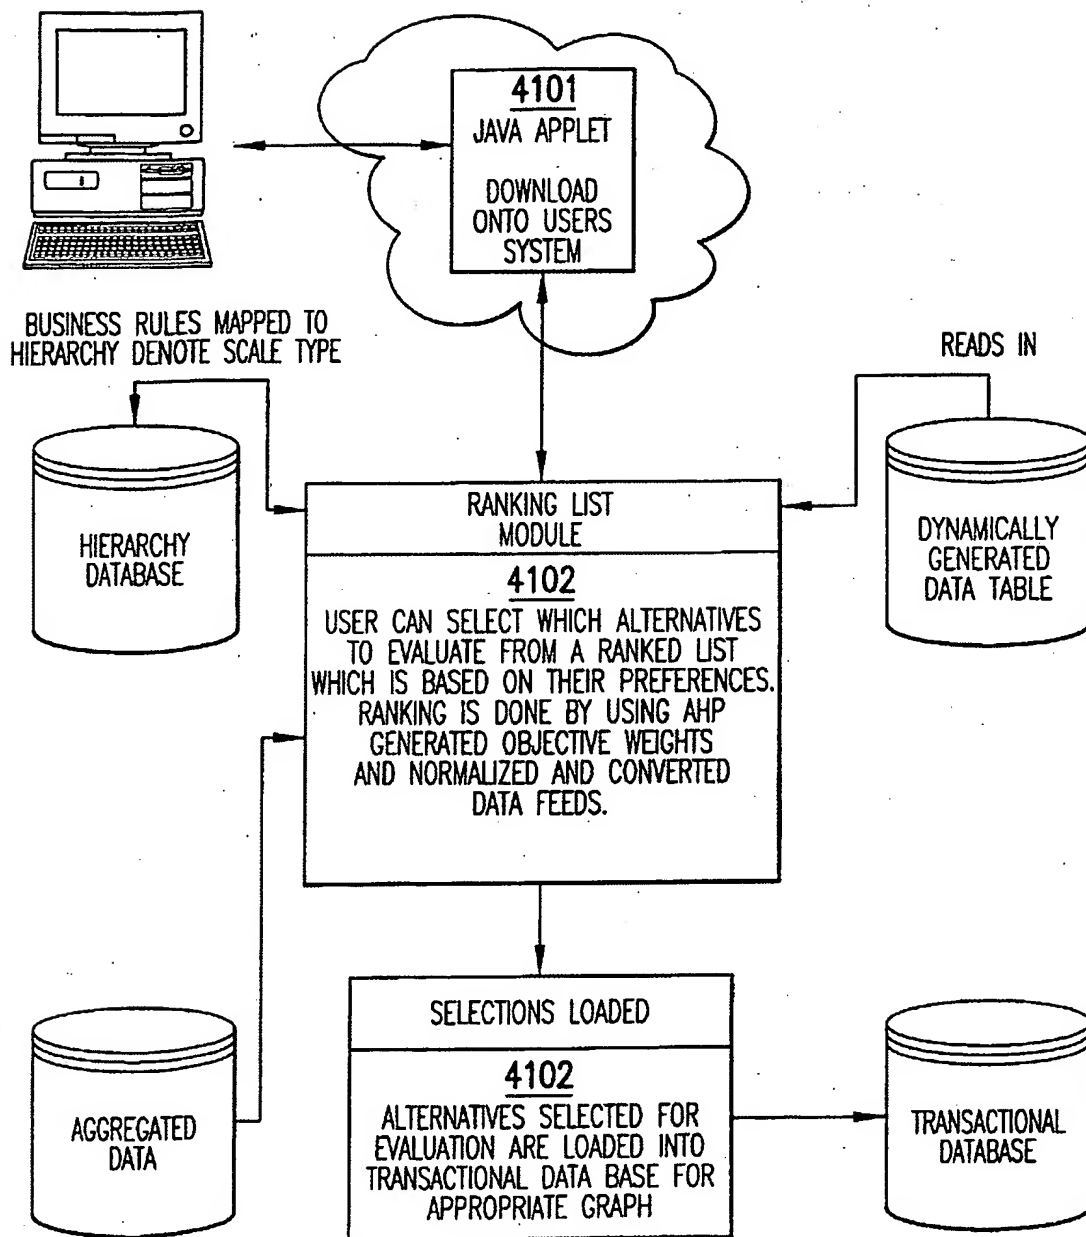 4101
JAVA APPLET
DOWNLOAD
ONTO USERS
SYSTEM
BUSINESS RULES MAPPED TO
HIERARCHY DENOTE SCALE TYPE
READS IN
HIERARCHY
DATABASE
RANKING LIST
MODULE
DYNAMICALLY
GENERATED
DATA TABLE
4102
USER CAN SELECT WHICH ALTERNATIVES
TO EVALUATE FROM A RANKED LIST
WHICH IS BASED ON THEIR PREFERENCES.
RANKING IS DONE BY USING AHP
GENERATED OBJECTIVE WEIGHTS
AND NORMALIZED AND CONVERTED
DATA FEEDS.
SELECTIONS LOADED
4102
ALTERNATIVES SELECTED FOR
EVALUATION ARE LOADED INTO
TRANSACTIONAL DATA BASE FOR
APPROPRIATE GRAPH
AGGREGATED
DATA
TRANSACTIONAL
DATABASE